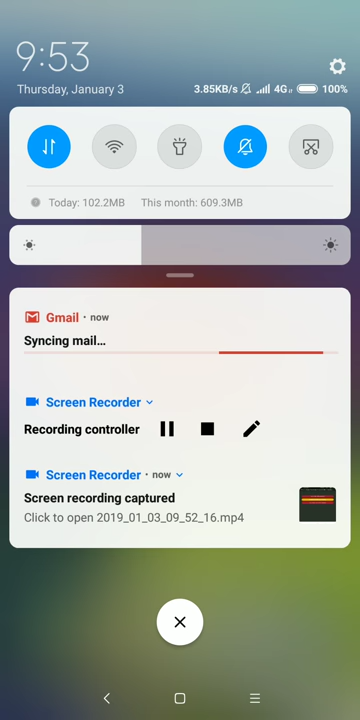 9:53
Thursday, January 3
3.85KB/s 4G 100%
Today: 102.2MB This month: 609.3MB
Gmail • now
Syncing mail...
Screen Recorder
Recording controller
Screen Recorder • now
Screen recording captured
Click to open 2019_01_03_09_52_16.mp4